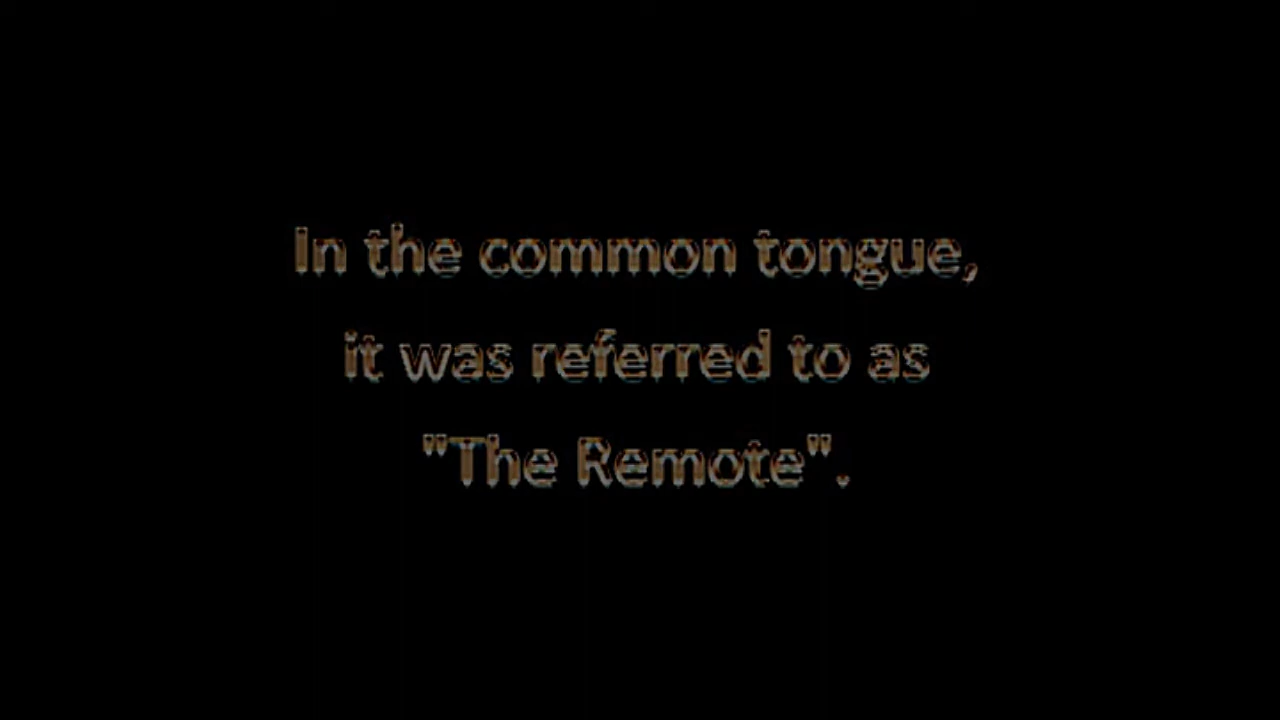 In the common tongue,
it was referred to as
"The Remote".